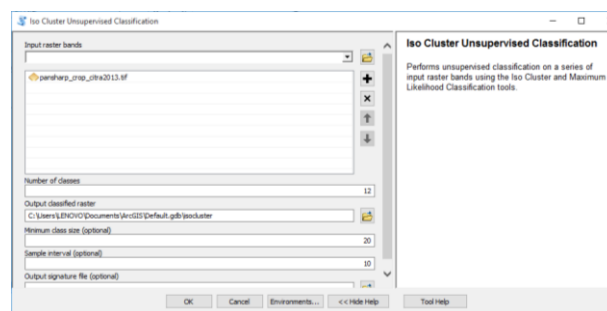 Iso Cluster Unsupervised Classification
Input raster bands
pansharp_crop_citra2013.tif
Number of classes
12
Output classified raster
C:\Users\LENOVO\Documents\ArcGIS\Default.gdb\isocluster
Minimum class size (optional)
20
Sample interval (optional)
10
Output signature file (optional)
OK
Cancel
Environments...
<< Hide Help
Tool Help
Iso Cluster Unsupervised Classification
Performs unsupervised classification on a series of
input raster bands using the Iso Cluster and Maximum
Likelihood Classification tools.